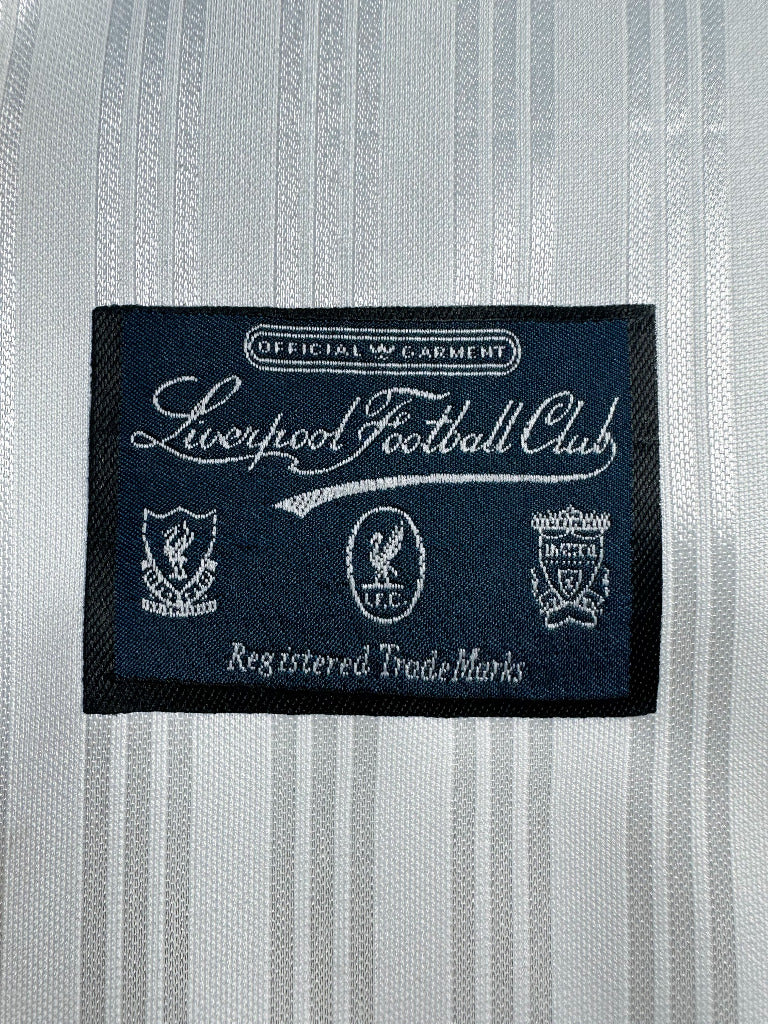 OFFICIAL GARMENT
Liverpool Football Club
L.F.C.
Registered Trade Marks